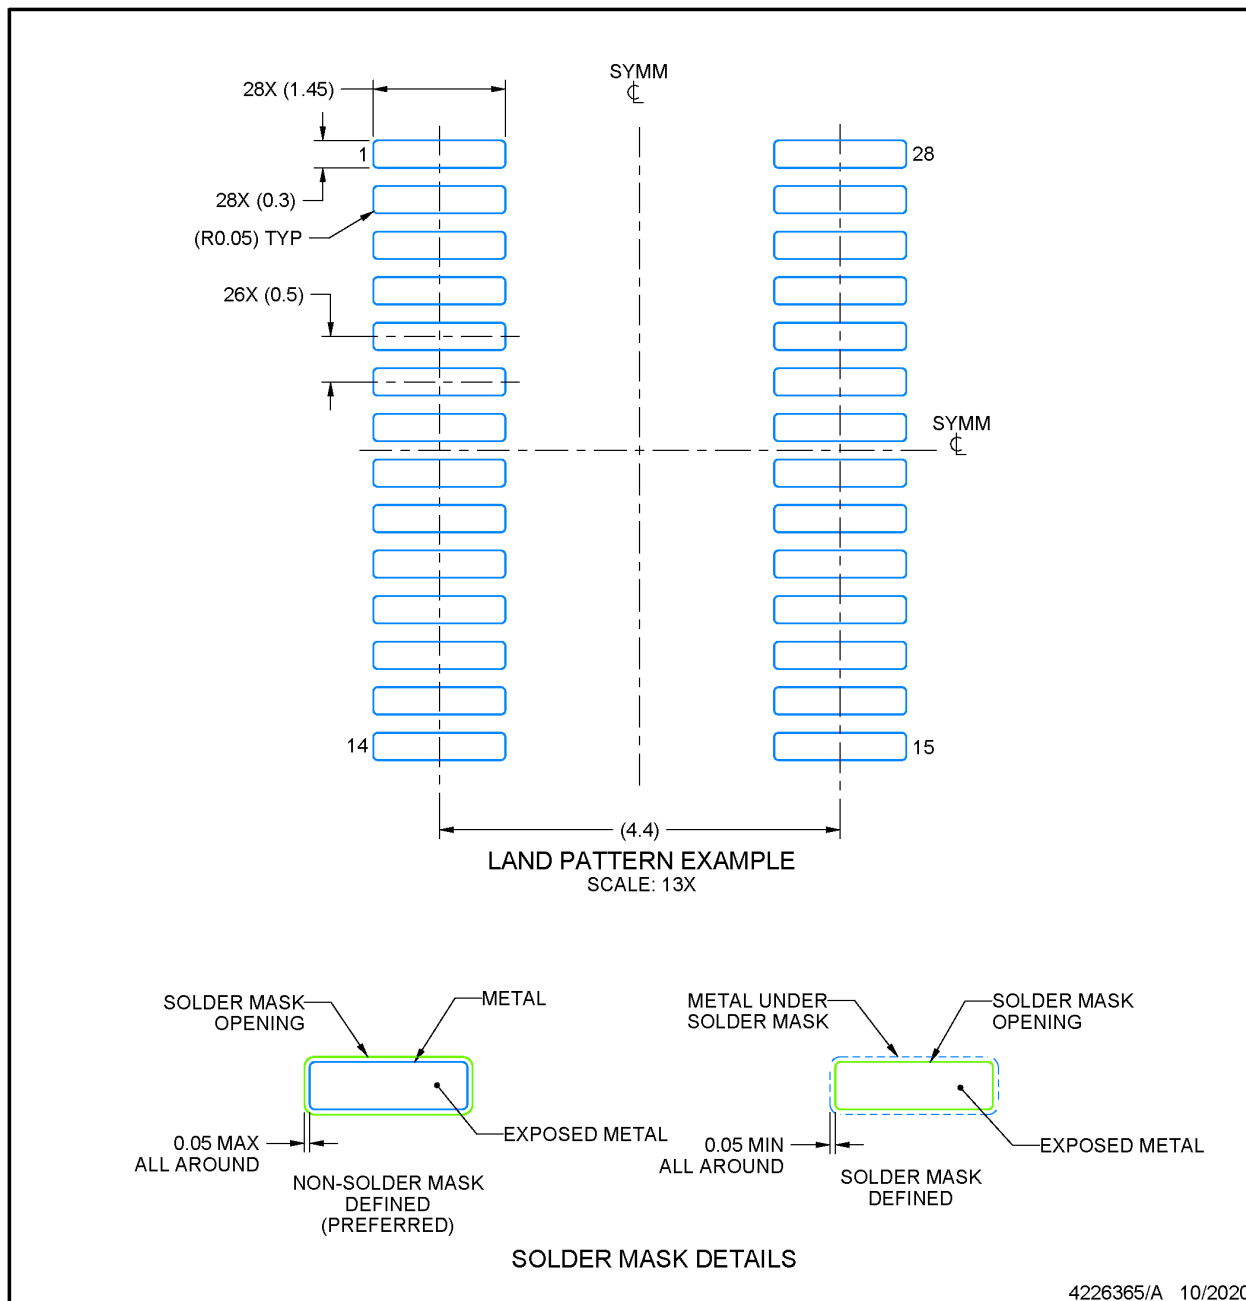 SYMM
28X (1.45)
1
28
28X (0.3)
(R0.05) TYP
26X (0.5)
SYMM
14
15
(4.4)
LAND PATTERN EXAMPLE
SCALE: 13X
SOLDER MASK
OPENING
METAL
EXPOSED METAL
0.05 MAX
ALL AROUND
NON-SOLDER MASK
DEFINED
(PREFERRED)
METAL UNDER
SOLDER MASK
SOLDER MASK
OPENING
EXPOSED METAL
0.05 MIN
ALL AROUND
SOLDER MASK
DEFINED
SOLDER MASK DETAILS
4226365/A 10/2020